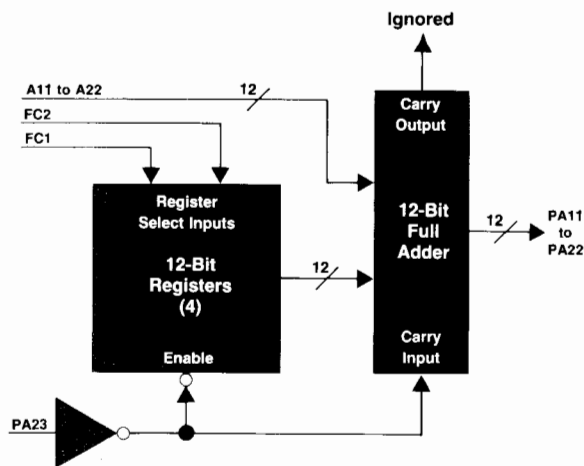 Ignored
A11 to A22
12
FC2
FC1
Carry
Output
Register
Select Inputs
12-Bit
Registers
(4)
12
12-Bit
Full
Adder
12
PA11
to
PA22
Enable
Carry
Input
PA23